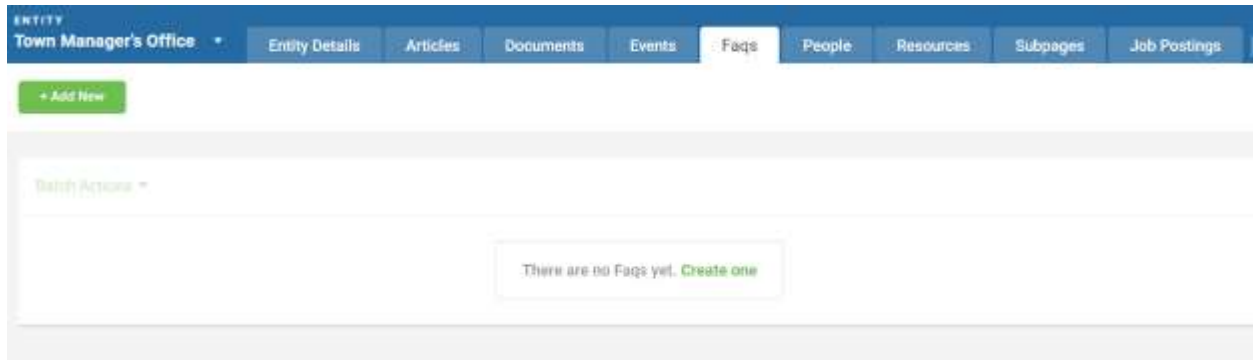 ENTITY
Town Manager's Office
Entity Details Articles Documents Events Faqs People Resources Subpages Job Postings
+ Add New
Batch Actions
There are no Faqs yet. Create one